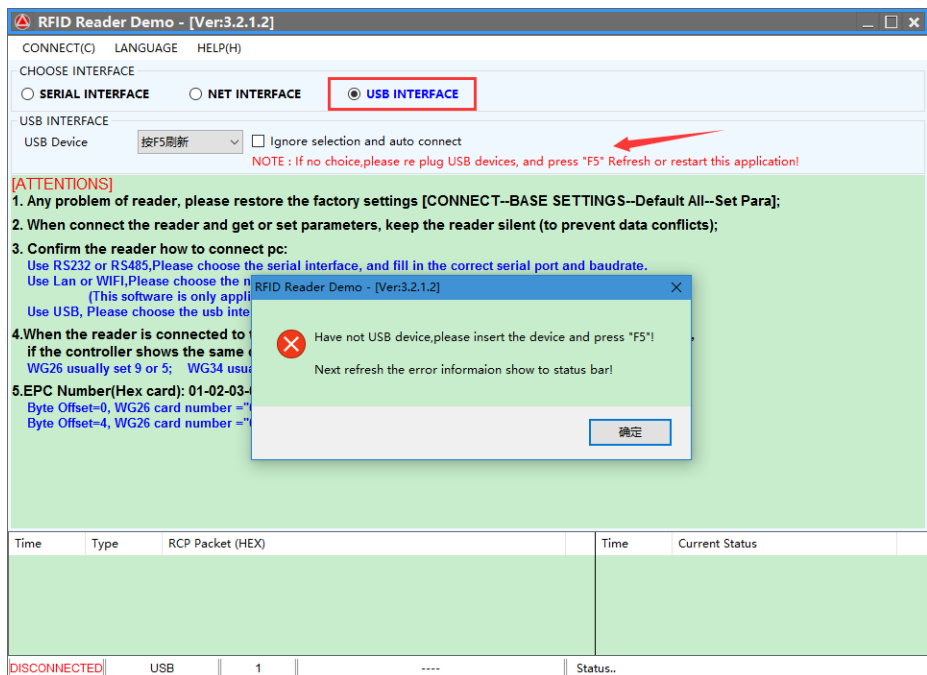 RFID Reader Demo - [Ver:3.2.1.2]
CONNECT(C) LANGUAGE HELP(H)
CHOOSE INTERFACE
SERIAL INTERFACE NET INTERFACE USB INTERFACE
USB INTERFACE
USB Device 按F5刷新 Ignore selection and auto connect
NOTE : If no choice,please re plug USB devices, and press "F5" Refresh or restart this application!
[ATTENTIONS]
1. Any problem of reader, please restore the factory settings [CONNECT--BASE SETTINGS--Default All--Set Para];
2. When connect the reader and get or set parameters, keep the reader silent (to prevent data conflicts);
3. Confirm the reader how to connect pc:
Use RS232 or RS485,Please choose the serial interface, and fill in the correct serial port and baudrate.
Use Lan or WIFI,Please choose the
(This software is only
Use USB, Please choose the usb
4.When the reader is connected to
if the controller shows the same
WG26 usually set 9 or 5; WG34
5.EPC Number(Hex card): 01-02-03-
Byte Offset=0, WG26 card number ="
Byte Offset=4, WG26 card number ="
RFID Reader Demo - [Ver:3.2.1.2]
Have not USB device,please insert the device and press "F5"!
Next refresh the error informaion show to status bar!
确定
Time Type RCP Packet (HEX) Time Current Status
DISCONNECTED USB 1 ---- Status..